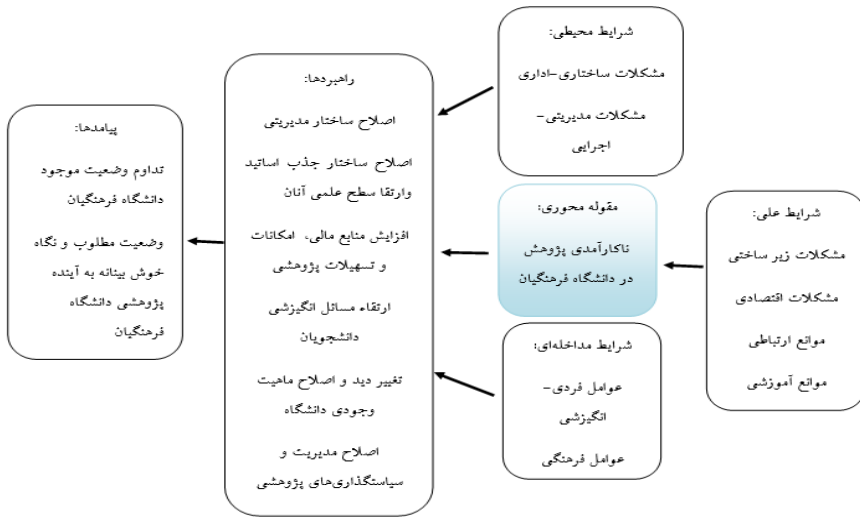 شرایط محیطی:
مشکلات ساختاری-اداری
مشکلات مدیریتی-
اجرایی
شرایط علی:
مشکلات زیر ساختی
مشکلات اقتصادی
موانع ارتباطی
موانع آموزشی
مقوله محوری:
ناکارآمدی پژوهش
در دانشگاه فرهنگیان
شرایط مداخله‌ای:
عوامل فردی-
انگیزشی
عوامل فرهنگی
راهبردها:
اصلاح ساختار مدیریتی
اصلاح ساختار جذب اساتید
وارتقا سطح علمی آنان
افزایش منابع مالی، امکانات
و تسهیلات پژوهشی
ارتقاء مسائل انگیزشی
دانشجویان
تغییر دید و اصلاح ماهیت
وجودی دانشگاه
اصلاح مدیریت و
سیاستگذاری‌های پژوهشی
پیامدها:
تداوم وضعیت موجود
دانشگاه فرهنگیان
وضعیت مطلوب و نگاه
خوش بینانه به آینده
پژوهشی دانشگاه
فرهنگیان